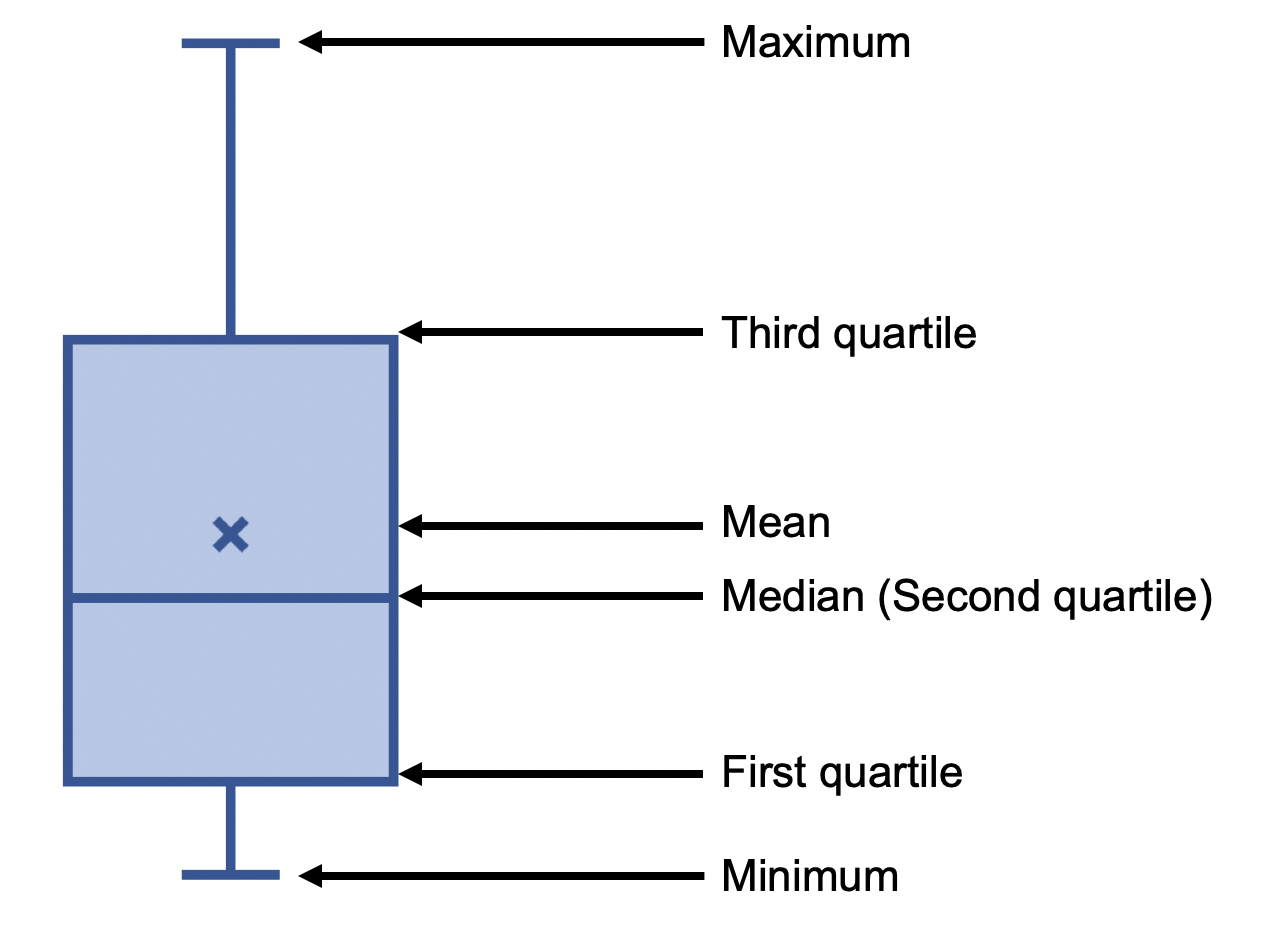 Maximum
Third quartile
Mean
Median (Second quartile)
First quartile
Minimum